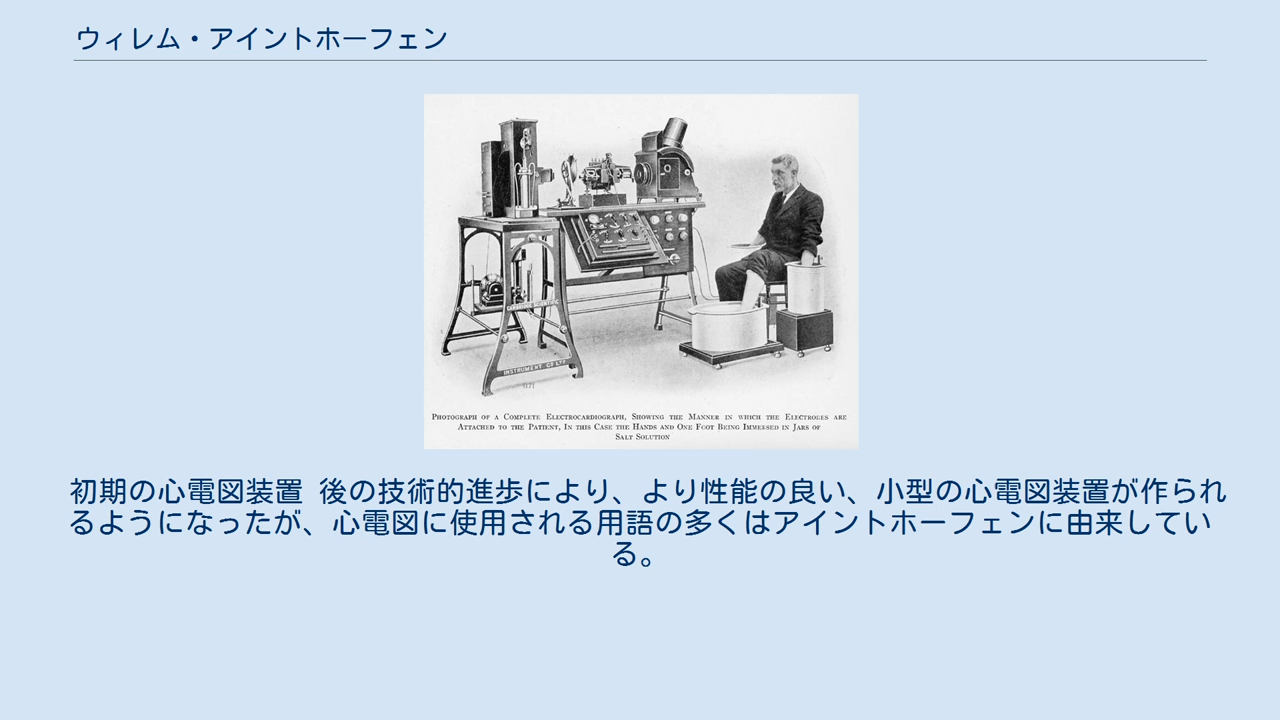 ウィレム・アイントホーフェン
INSTRUMENT CO LTD
PHOTOGRAPH OF A COMPLETE ELECTROCARDIOGRAPH, SHOWING THE MANNER IN WHICH THE ELECTRODES ARE
ATTACHED TO THE PATIENT, IN THIS CASE THE HANDS AND ONE FOOT BEING IMMERSED IN JARS OF
SALT SOLUTION
初期の心電図装置 後の技術的進歩により、より性能の良い、小型の心電図装置が作られ
るようになったが、心電図に使用される用語の多くはアイントホーフェンに由来してい
る。